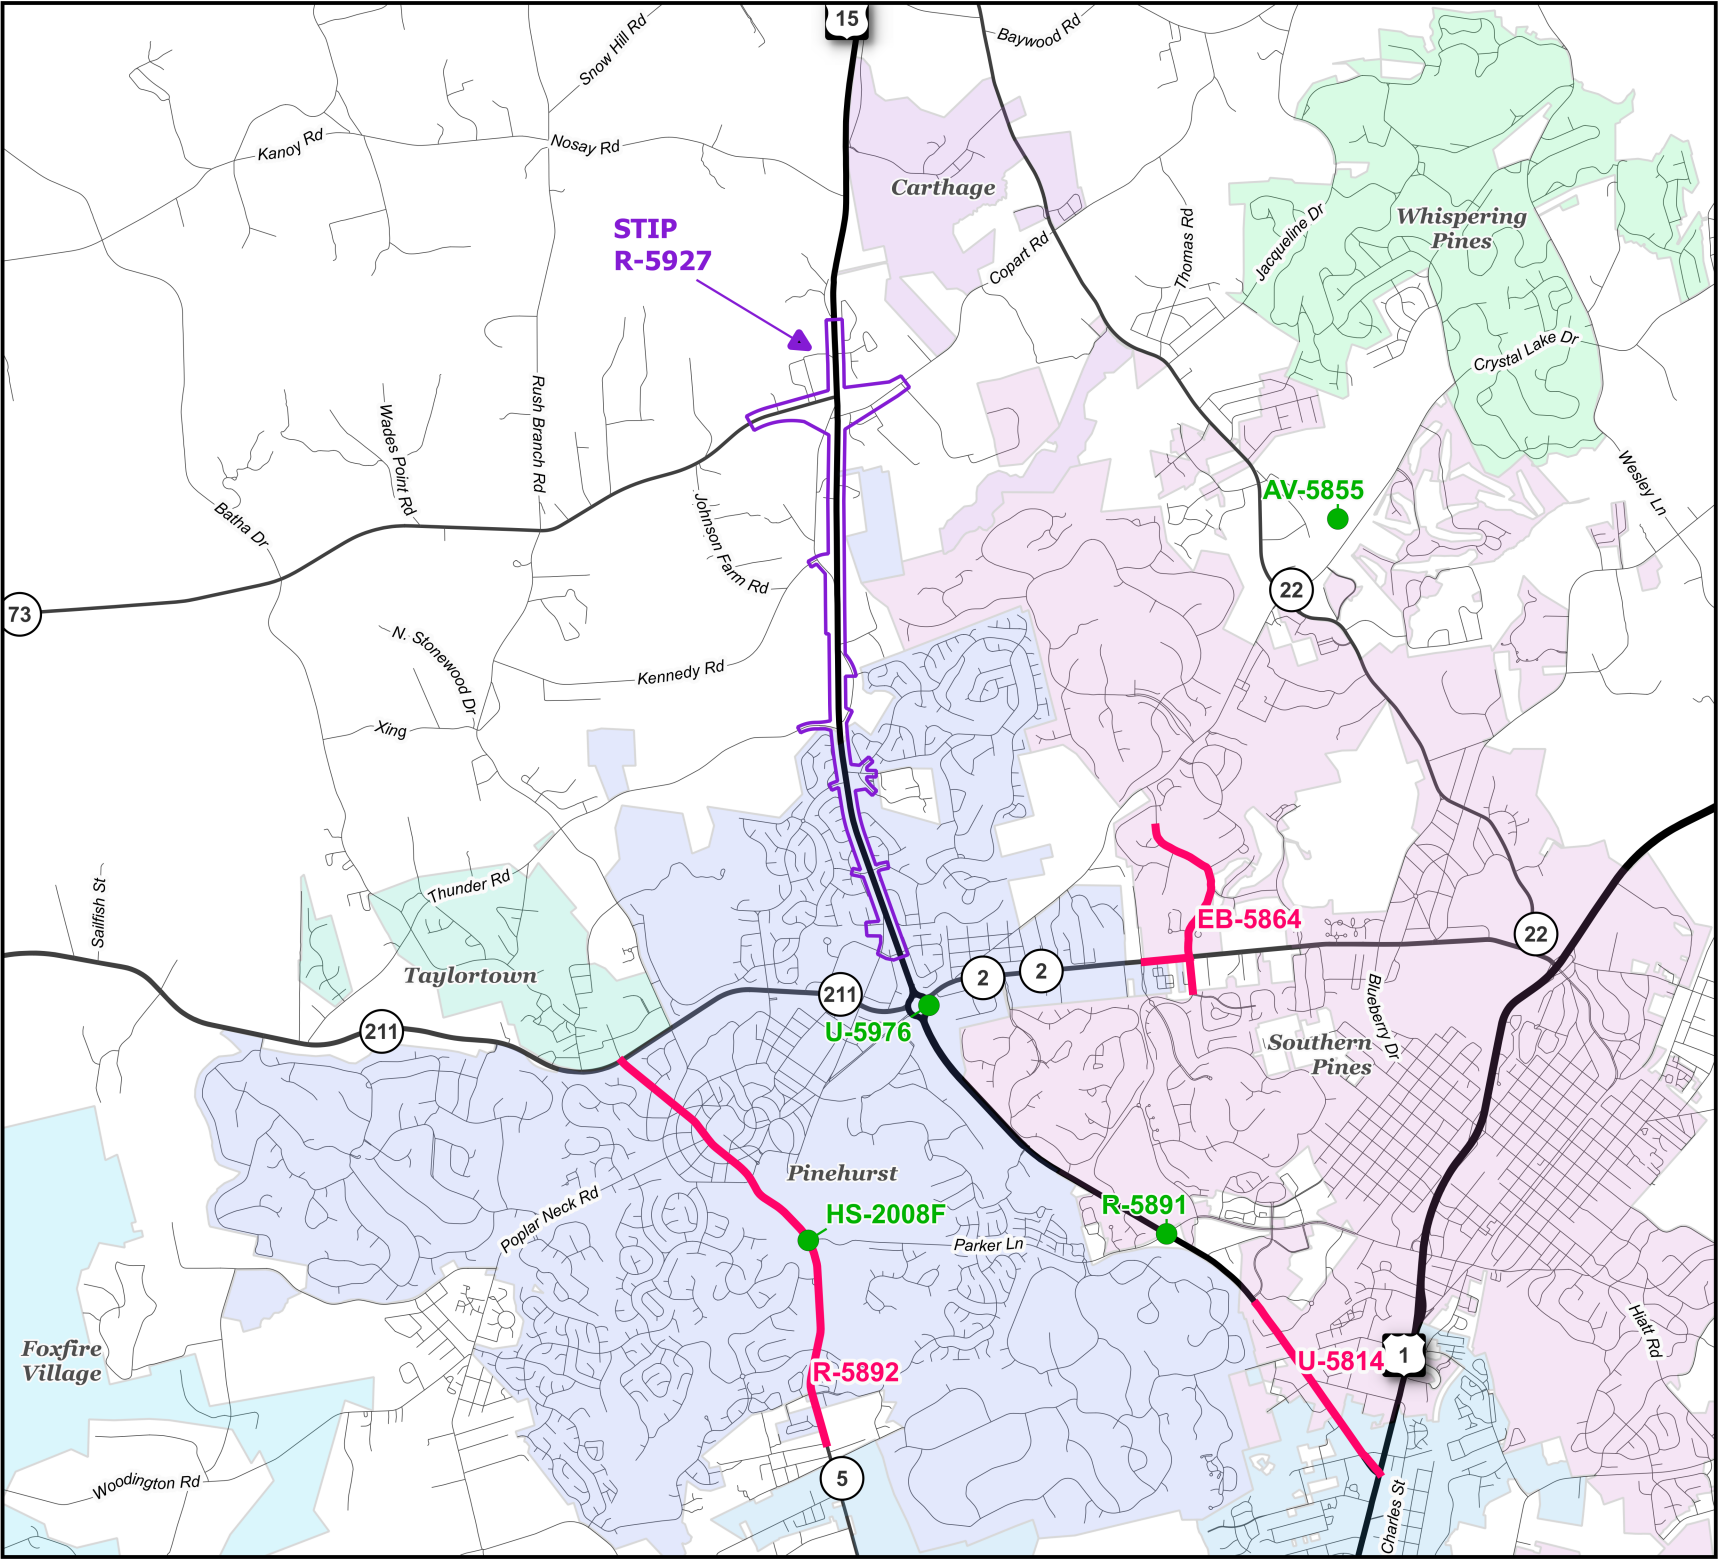 15
Baywood Rd
Snow Hill Rd
Kanoy Rd
Nosay Rd
Carthage
Whispering
Pines
Jacqueline Dr
Thomas Rd
Copart Rd
STIP
R-5927
Crystal Lake Dr
Rush Branch Rd
Wades Point Rd
Wesley Ln
AV-5855
Batha Dr
Johnson Farm Rd
22
73
N. Stonewood Dr
Kennedy Rd
Xing
Thunder Rd
Sailfish St
EB-5864
22
Taylortown
2
2
211
211
U-5976
Blueberry Dr
Southern
Pines
Pinehurst
Poplar Neck Rd
HS-2008F
R-5891
Parker Ln
Foxfire
Village
Hiatt Rd
R-5892
U-5814
1
Woodington Rd
5
Charles St